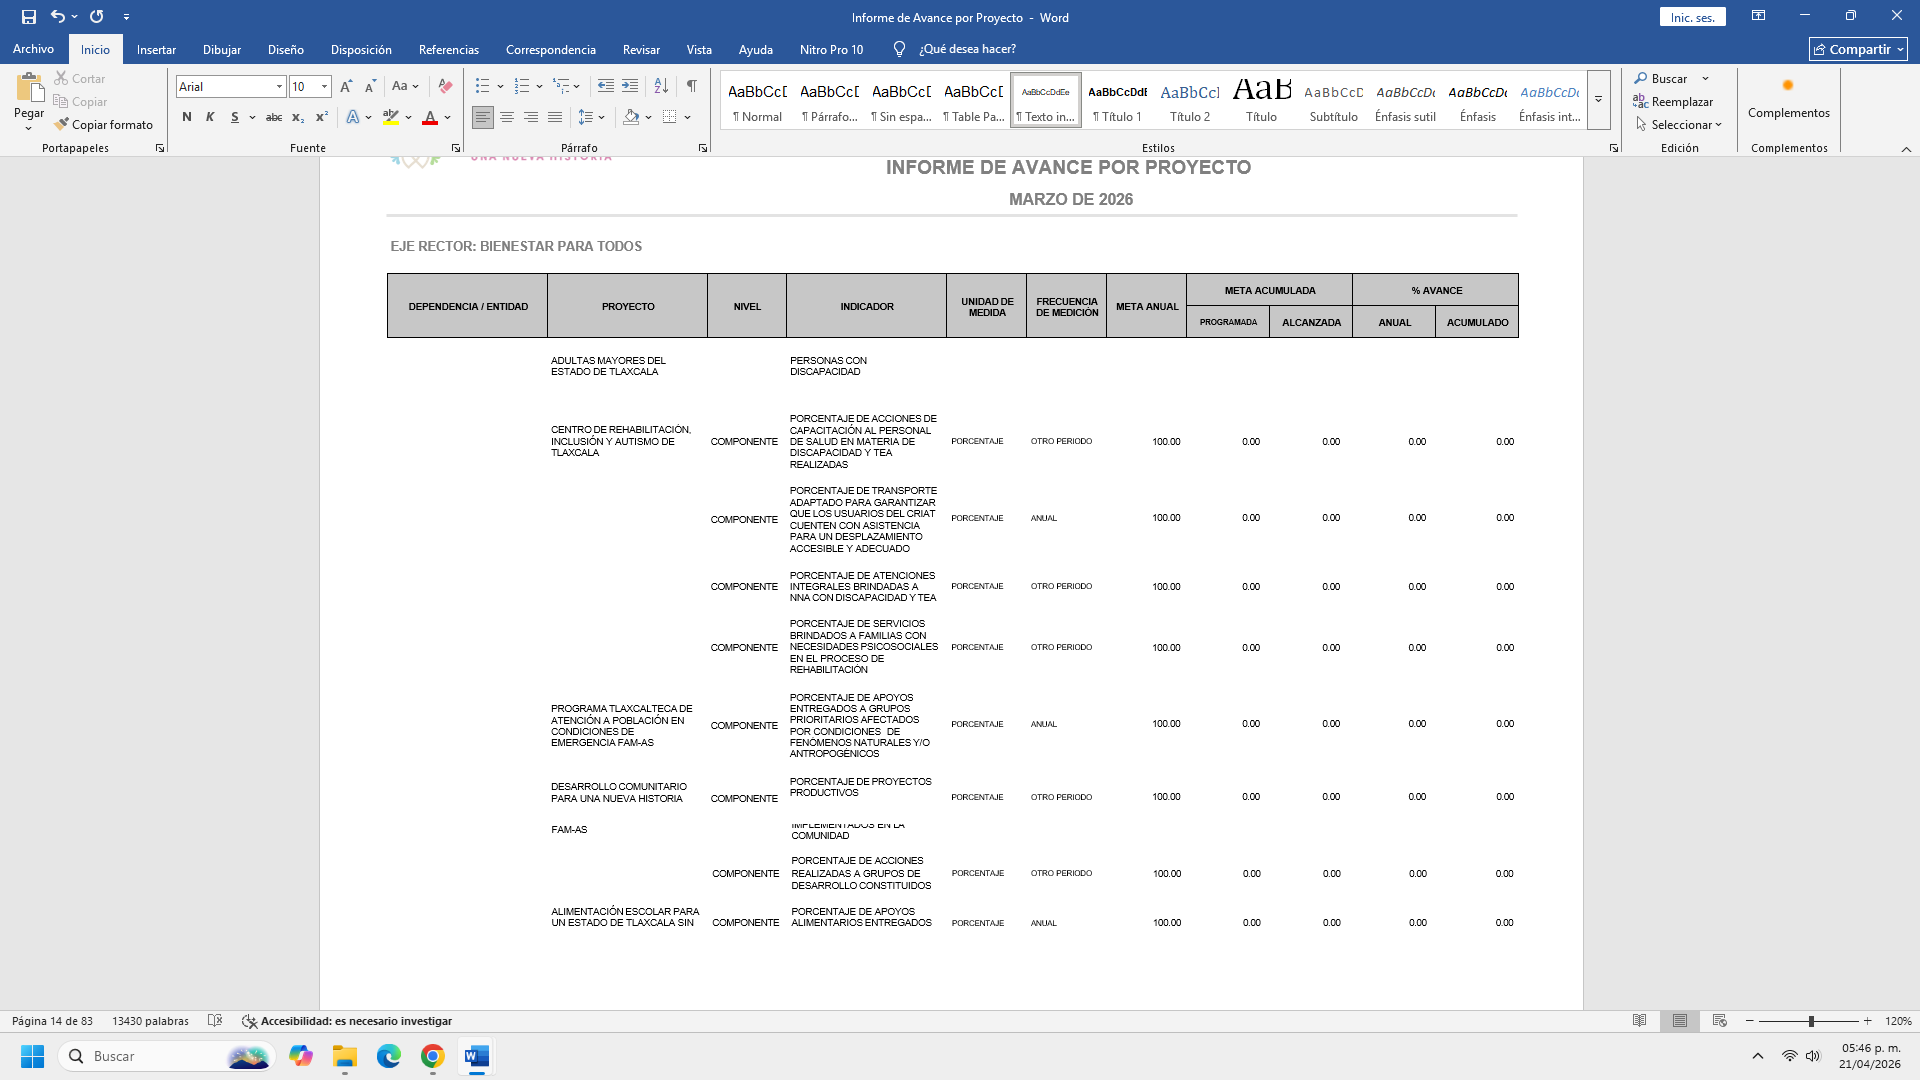 Informe de Avance por Proyecto - Word
Inic. ses.
Archivo Inicio Insertar Dibujar Diseño Disposición Referencias Correspondencia Revisar Vista Ayuda Nitro Pro 10 ¿Qué desea hacer? Compartir
Pegar
Cortar
Copiar
Copiar formato
Portapapeles
Arial 10
Fuente
Párrafo
AaBbCcD AaBbCcD AaBbCcD AaBbCcD AaBbCcDdEe AaBbCcDdE AaBbCcD AaB AaBbCcD AaBbCcDd AaBbCcDd AaBbCcDd
¶ Normal ¶ Párrafo... ¶ Sin espa... ¶ Table Pa... ¶ Texto in... ¶ Título 1 Título 2 Título Subtítulo Énfasis sutil Énfasis Énfasis int...
Estilos
Buscar
Reemplazar
Seleccionar
Edición
Complementos
Complementos
UNA NUEVA HISTORIA
INFORME DE AVANCE POR PROYECTO
MARZO DE 2026
EJE RECTOR: BIENESTAR PARA TODOS
DEPENDENCIA / ENTIDAD PROYECTO NIVEL INDICADOR UNIDAD DE MEDIDA FRECUENCIA DE MEDICIÓN META ANUAL META ACUMULADA % AVANCE
PROGRAMADA ALCANZADA ANUAL ACUMULADO
ADULTAS MAYORES DEL
ESTADO DE TLAXCALA
PERSONAS CON
DISCAPACIDAD
CENTRO DE REHABILITACIÓN,
INCLUSIÓN Y AUTISMO DE
TLAXCALA
COMPONENTE
PORCENTAJE DE ACCIONES DE
CAPACITACIÓN AL PERSONAL
DE SALUD EN MATERIA DE
DISCAPACIDAD Y TEA
REALIZADAS
PORCENTAJE OTRO PERIODO 100.00 0.00 0.00 0.00 0.00
COMPONENTE
PORCENTAJE DE TRANSPORTE
ADAPTADO PARA GARANTIZAR
QUE LOS USUARIOS DEL CRIAT
CUENTEN CON ASISTENCIA
PARA UN DESPLAZAMIENTO
ACCESIBLE Y ADECUADO
PORCENTAJE ANUAL 100.00 0.00 0.00 0.00 0.00
COMPONENTE
PORCENTAJE DE ATENCIONES
INTEGRALES BRINDADAS A
NNA CON DISCAPACIDAD Y TEA
PORCENTAJE OTRO PERIODO 100.00 0.00 0.00 0.00 0.00
COMPONENTE
PORCENTAJE DE SERVICIOS
BRINDADOS A FAMILIAS CON
NECESIDADES PSICOSOCIALES
EN EL PROCESO DE
REHABILITACIÓN
PORCENTAJE OTRO PERIODO 100.00 0.00 0.00 0.00 0.00
PROGRAMA TLAXCALTECA DE
ATENCIÓN A POBLACIÓN EN
CONDICIONES DE
EMERGENCIA FAM-AS
COMPONENTE
PORCENTAJE DE APOYOS
ENTREGADOS A GRUPOS
PRIORITARIOS AFECTADOS
POR CONDICIONES DE
FENÓMENOS NATURALES Y/O
ANTROPOGÉNICOS
PORCENTAJE ANUAL 100.00 0.00 0.00 0.00 0.00
DESARROLLO COMUNITARIO
PARA UNA NUEVA HISTORIA
COMPONENTE
PORCENTAJE DE PROYECTOS
PRODUCTIVOS
PORCENTAJE OTRO PERIODO 100.00 0.00 0.00 0.00 0.00
FAM-AS
IMPLEMENTADOS EN LA
COMUNIDAD
COMPONENTE
PORCENTAJE DE ACCIONES
REALIZADAS A GRUPOS DE
DESARROLLO CONSTITUIDOS
PORCENTAJE OTRO PERIODO 100.00 0.00 0.00 0.00 0.00
ALIMENTACIÓN ESCOLAR PARA
UN ESTADO DE TLAXCALA SIN
COMPONENTE
PORCENTAJE DE APOYOS
ALIMENTARIOS ENTREGADOS
PORCENTAJE ANUAL 100.00 0.00 0.00 0.00 0.00
Página 14 de 83 13430 palabras Accesibilidad: es necesario investigar 120%
Buscar
05:46 p. m.
21/04/2026